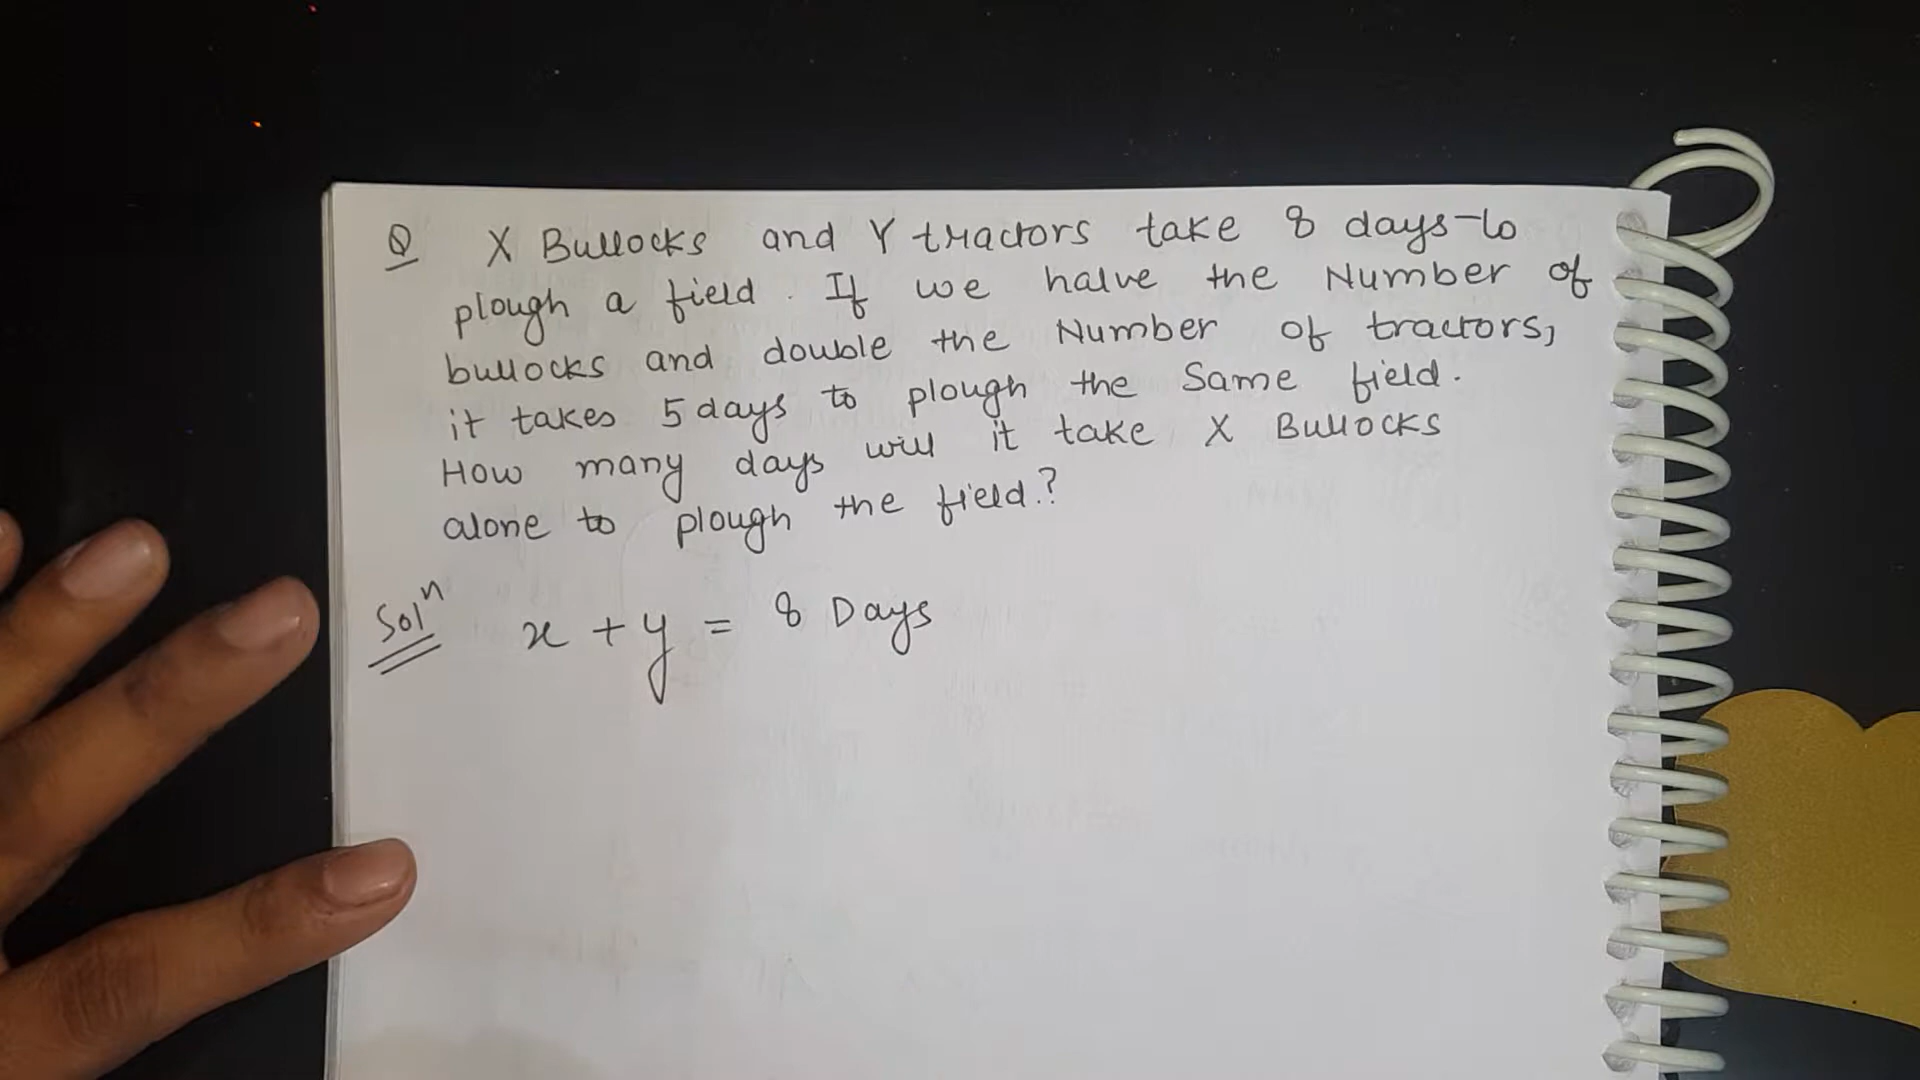 Q X Bullocks and Y tractors take 8 days to
plough a field. If we halve the Number of
bullocks and double the Number of tractors,
it takes 5 days to plough the Same field.
How many days will it take X Bullocks
alone to plough the field.?
Solⁿ x + y = 8 Days